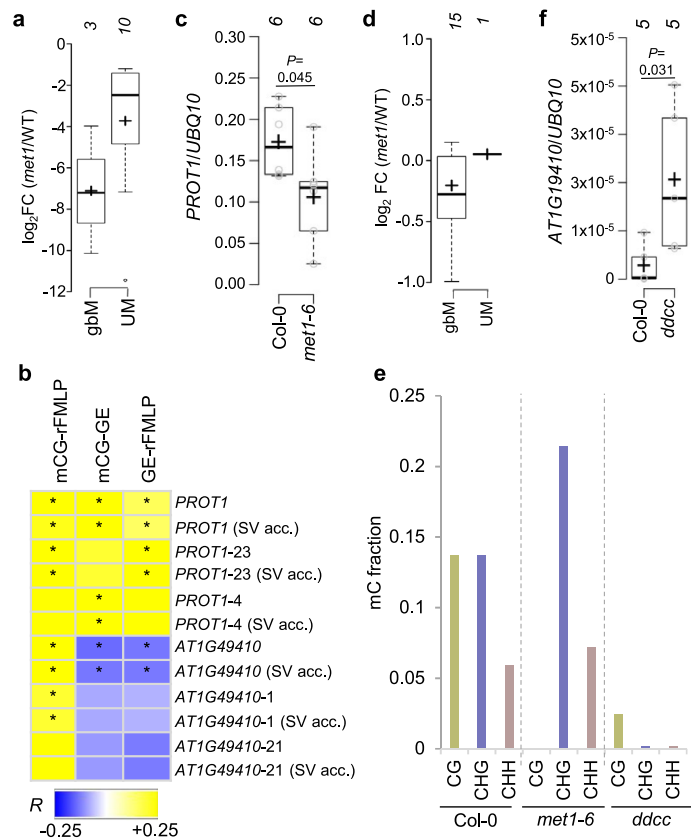 a
3 10
log2FC (met1/WT)
0
-2
-4
-6
-8
-10
-12
gbM
UM
c
6 6
P=
0.045
PROT1/UBQ10
0.30
0.25
0.20
0.15
0.10
0.05
0.00
Col-0
met1-6
d
15 1
log2 FC (met1/WT)
1.0
0.5
0.0
-0.5
-1.0
gbM
UM
f
5 5
P=
0.031
AT1G19410/UBQ10
5x10-5
5x10-5
3x10-5
3x10-5
1x10-5
0
Col-0
ddcc
b
mCG-rFMLP
mCG-GE
GE-rFMLP
* * * PROT1
* * * PROT1 (SV acc.)
* * PROT1-23
* * PROT1-23 (SV acc.)
* PROT1-4
* PROT1-4 (SV acc.)
* * * AT1G49410
* * * AT1G49410 (SV acc.)
* AT1G49410-1
* AT1G49410-1 (SV acc.)
AT1G49410-21
AT1G49410-21 (SV acc.)
R
-0.25 +0.25
e
mC fraction
0.25
0.2
0.15
0.1
0.05
0
CG CHG CHH CG CHG CHH CG CHG CHH
Col-0 met1-6 ddcc